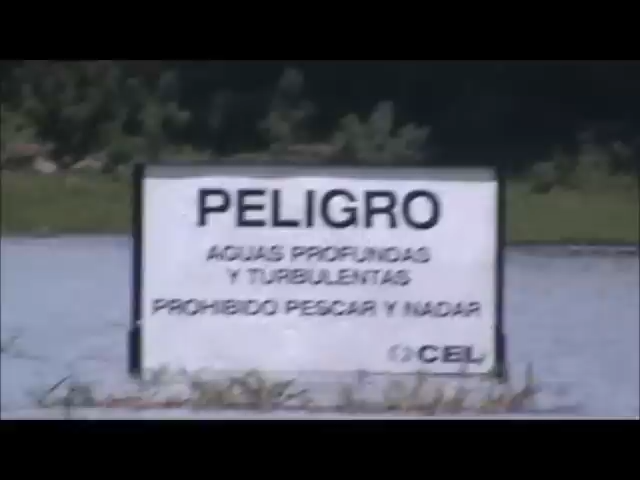 PELIGRO
AGUAS PROFUNDAS
Y TURBULENTAS
PROHIBIDO PESCAR Y NADAR
CEL